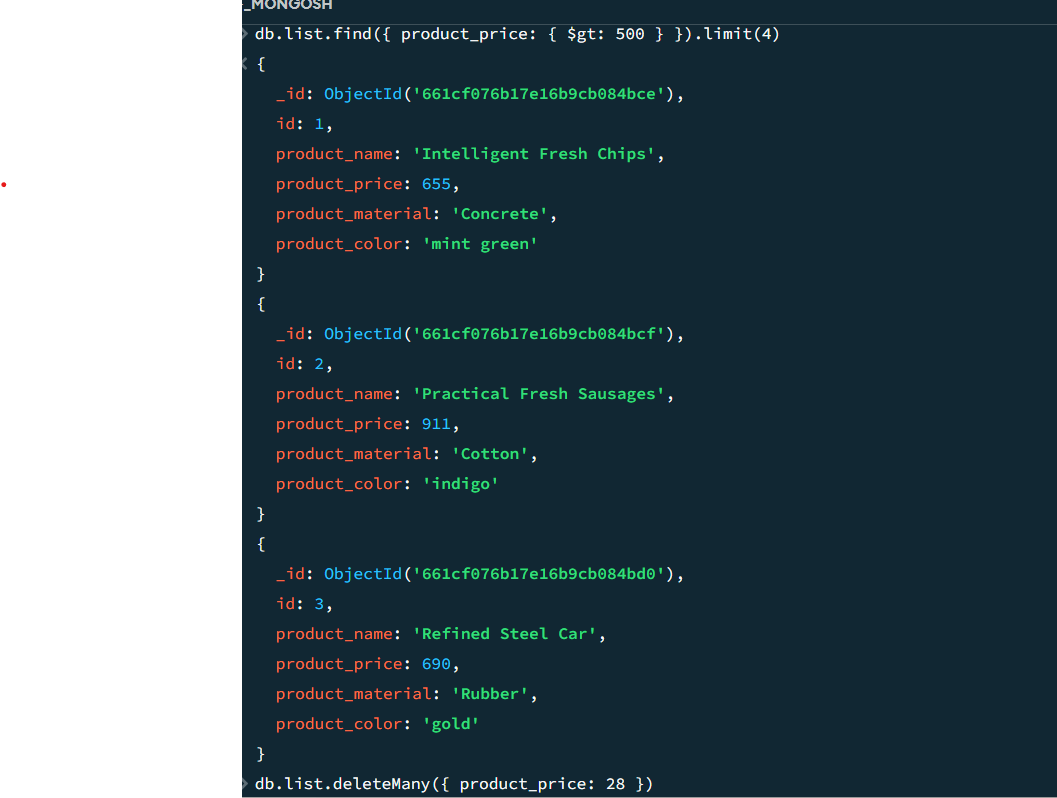 _MONGOSH
> db.list.find({ product_price: { $gt: 500 } }).limit(4)
< {
_id: ObjectId('661cf076b17e16b9cb084bce'),
id: 1,
product_name: 'Intelligent Fresh Chips',
product_price: 655,
product_material: 'Concrete',
product_color: 'mint green'
}
{
_id: ObjectId('661cf076b17e16b9cb084bcf'),
id: 2,
product_name: 'Practical Fresh Sausages',
product_price: 911,
product_material: 'Cotton',
product_color: 'indigo'
}
{
_id: ObjectId('661cf076b17e16b9cb084bd0'),
id: 3,
product_name: 'Refined Steel Car',
product_price: 690,
product_material: 'Rubber',
product_color: 'gold'
}
> db.list.deleteMany({ product_price: 28 })